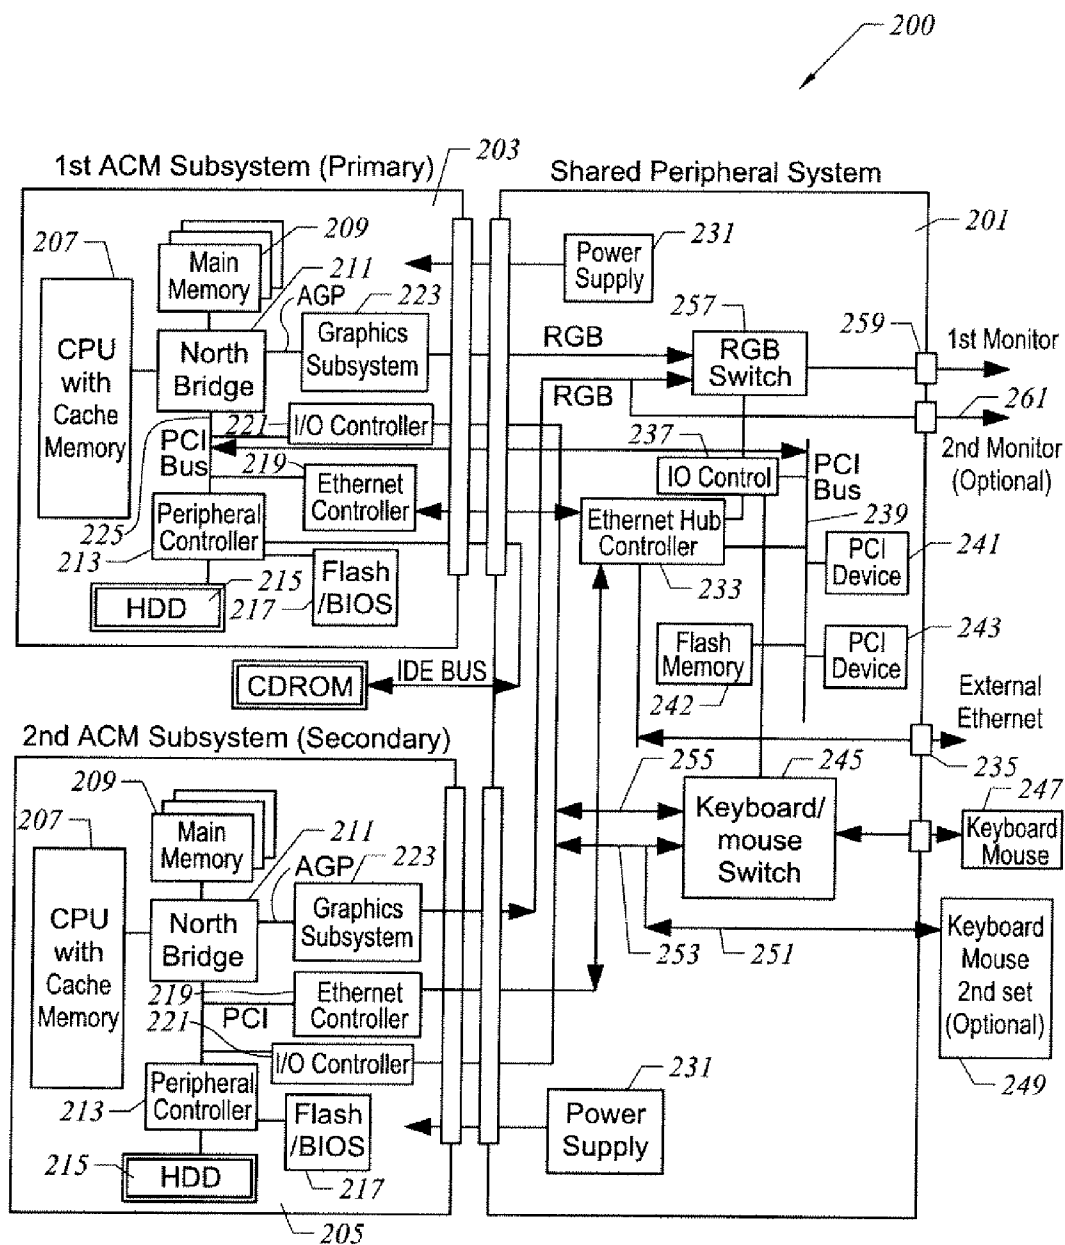 200
1st ACM Subsystem (Primary)
203
Shared Peripheral System
201
207
209
Main
Memory
211
231
Power
Supply
CPU
with
Cache
Memory
North
Bridge
AGP
223
Graphics
Subsystem
RGB
RGB
257
RGB
Switch
259
1st Monitor
261
2nd Monitor
(Optional)
221
I/O Controller
PCI
Bus
219
Ethernet
Controller
237
IO Control
PCI
Bus
239
225
213
Peripheral
Controller
Ethernet Hub
Controller
233
PCI
Device
241
HDD
215
217
Flash
/BIOS
Flash
Memory
242
PCI
Device
243
CDROM
IDE BUS
External
Ethernet
235
2nd ACM Subsystem (Secondary)
209
207
Main
Memory
211
CPU
with
Cache
Memory
North
Bridge
AGP
223
Graphics
Subsystem
255
245
Keyboard/
mouse
Switch
247
Keyboard
Mouse
253
251
Keyboard
Mouse
2nd set
(Optional)
249
219
Ethernet
Controller
PCI
221
I/O Controller
213
Peripheral
Controller
Flash
/BIOS
217
231
Power
Supply
215
HDD
205